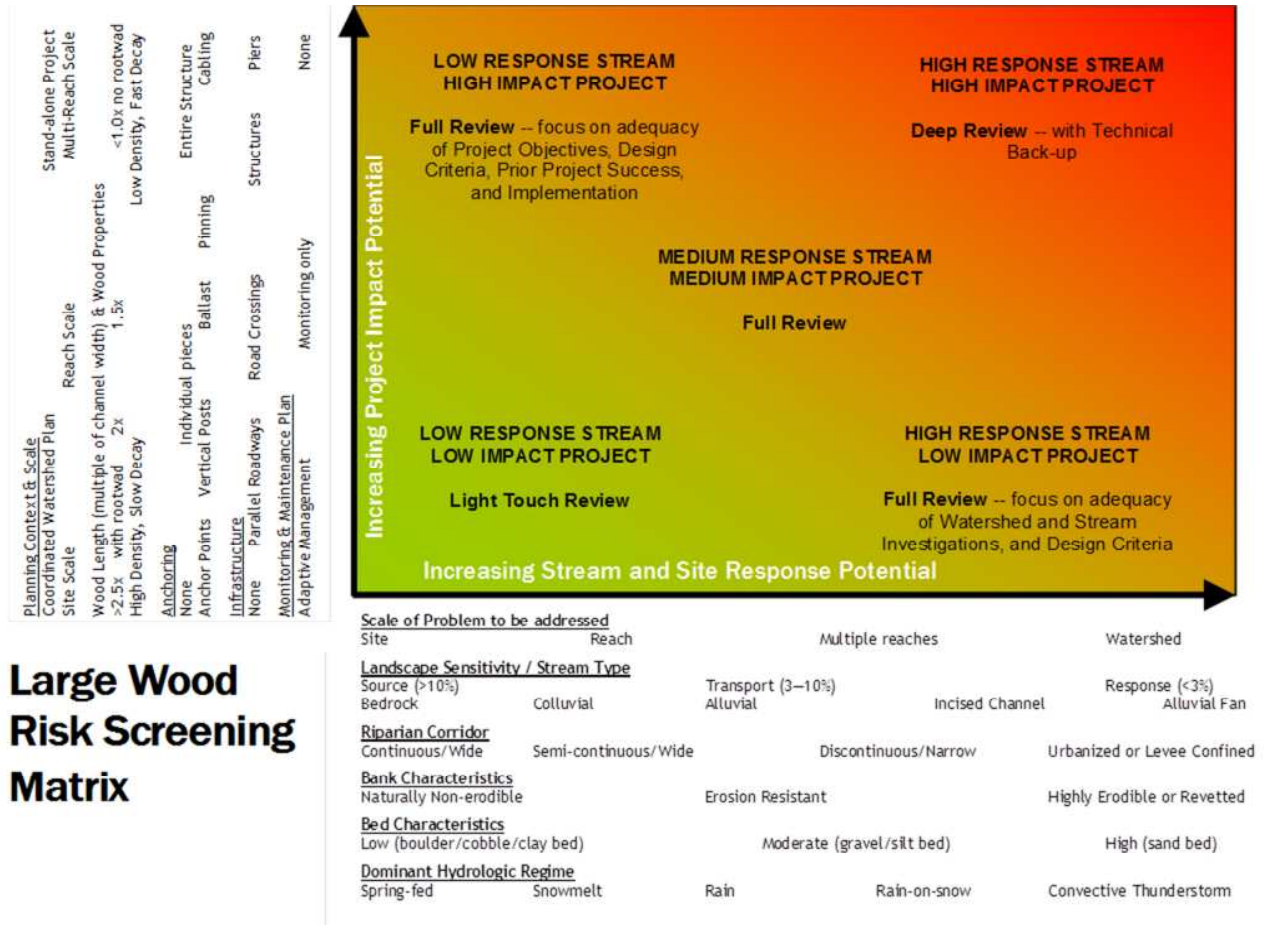 Planning Context & Scale
Coordinated Watershed Plan Stand-alone Project
Site Scale Reach Scale Multi-Reach Scale
Wood Length (multiple of channel width) & Wood Properties
>2.5x with rootwad 2x 1.5x <1.0x no rootwad
High Density, Slow Decay Low Density, Fast Decay
Anchoring
None Individual pieces Entire Structure
Anchor Points Vertical Posts Ballast Pinning Cabling
Infrastructure
None Parallel Roadways Road Crossings Structures Piers
Monitoring & Maintenance Plan
Adaptive Management Monitoring only None
Increasing Project Impact Potential
LOW RESPONSE STREAM
HIGH IMPACT PROJECT
Full Review -- focus on adequacy
of Project Objectives, Design
Criteria, Prior Project Success,
and Implementation
HIGH RESPONSE STREAM
HIGH IMPACT PROJECT
Deep Review -- with Technical
Back-up
MEDIUM RESPONSE STREAM
MEDIUM IMPACT PROJECT
Full Review
LOW RESPONSE STREAM
LOW IMPACT PROJECT
Light Touch Review
HIGH RESPONSE STREAM
LOW IMPACT PROJECT
Full Review -- focus on adequacy
of Watershed and Stream
Investigations, and Design Criteria
Increasing Stream and Site Response Potential
Scale of Problem to be addressed
Site Reach Multiple reaches Watershed
Landscape Sensitivity / Stream Type
Source (>10%) Transport (3—10%) Response (<3%)
Bedrock Colluvial Alluvial Incised Channel Alluvial Fan
Riparian Corridor
Continuous/Wide Semi-continuous/Wide Discontinuous/Narrow Urbanized or Levee Confined
Bank Characteristics
Naturally Non-erodible Erosion Resistant Highly Erodible or Revetted
Bed Characteristics
Low (boulder/cobble/clay bed) Moderate (gravel/silt bed) High (sand bed)
Dominant Hydrologic Regime
Spring-fed Snowmelt Rain Rain-on-snow Convective Thunderstorm
Large Wood
Risk Screening
Matrix